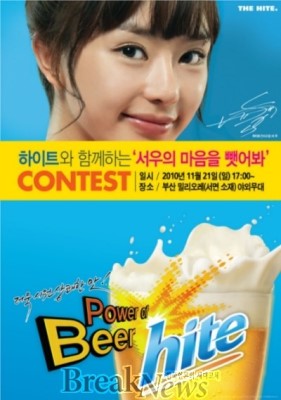 THE HITE.
하이트와 함께하는 '서우의 마음을 뺏어봐'
CONTEST
일시 / 2010년 11월 21일(일) 17:00~
장소 / 부산 밀리오레(서면 소재) 야외무대
Power of
Beer
hite
BreakNews